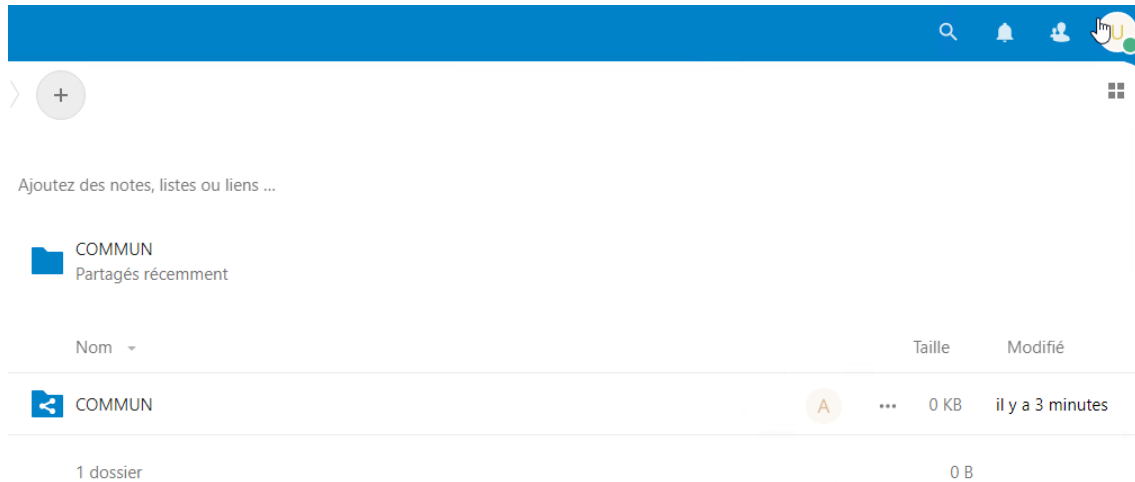 U
Ajoutez des notes, listes ou liens ...
COMMUN
Partagés récemment
Nom Taille Modifié
COMMUN A ... 0 KB il y a 3 minutes
1 dossier 0 B